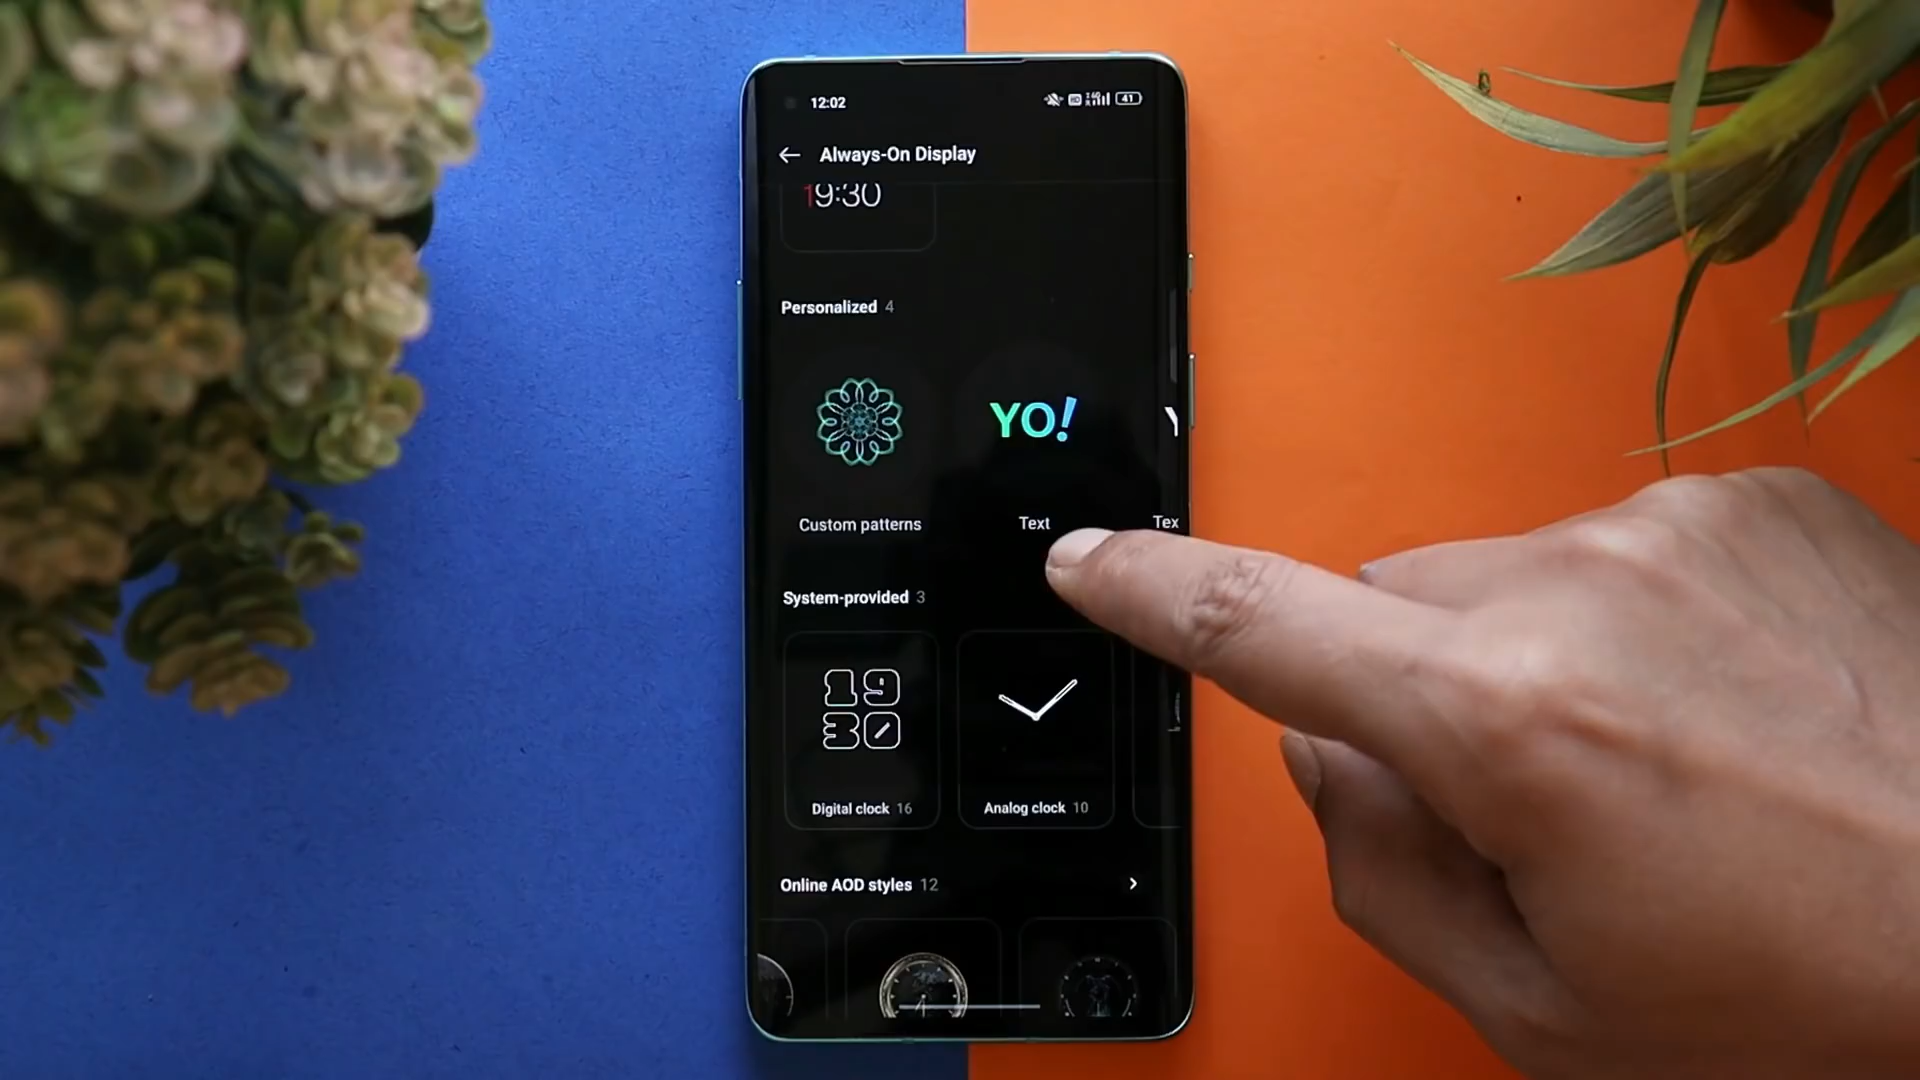 12:02
41
Always-On Display
19:30
Personalized 4
YO!
Y
Custom patterns
Text
Tex
System-provided 3
19
30
Digital clock 16
Analog clock 10
Online AOD styles 12